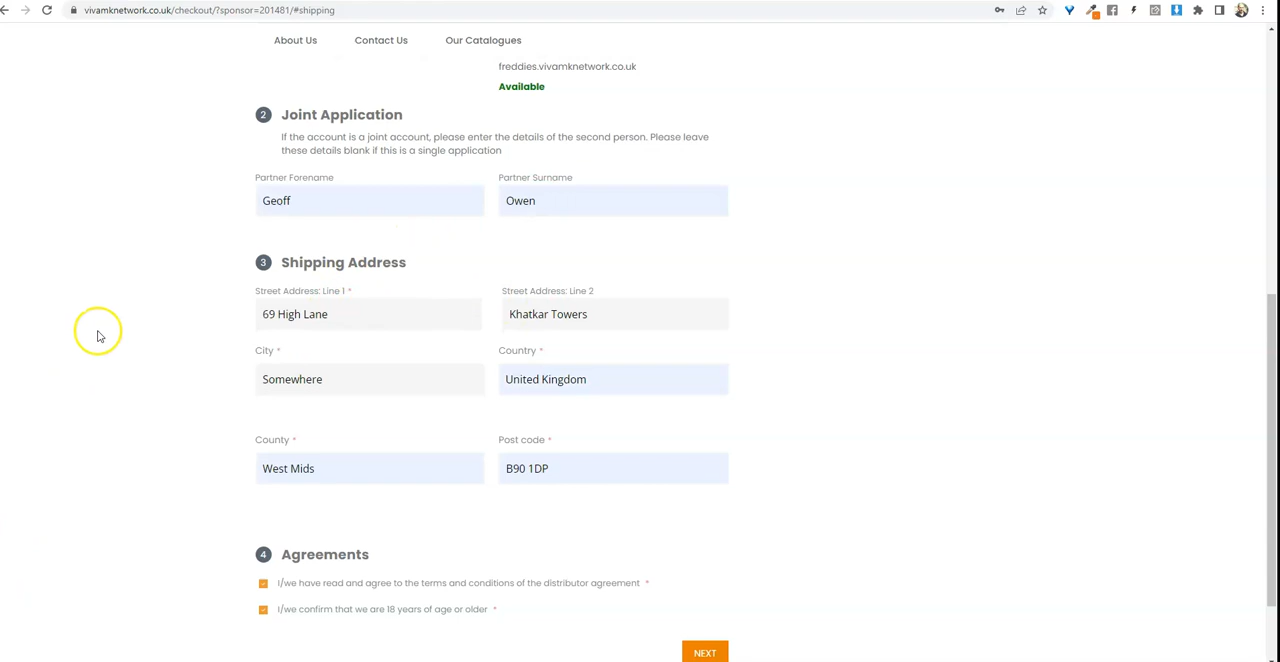 vivamknetwork.co.uk/checkout/?sponsor=201481/#shipping
About Us Contact Us Our Catalogues
freddies.vivamknetwork.co.uk
Available
2 Joint Application
If the account is a joint account, please enter the details of the second person. Please leave
these details blank if this is a single application
Partner Forename Partner Surname
Geoff Owen
3 Shipping Address
Street Address: Line 1 * Street Address: Line 2
69 High Lane Khatkar Towers
City * Country *
Somewhere United Kingdom
County * Post code *
West Mids B90 1DP
4 Agreements
I/we have read and agree to the terms and conditions of the distributor agreement *
I/we confirm that we are 18 years of age or older *
NEXT